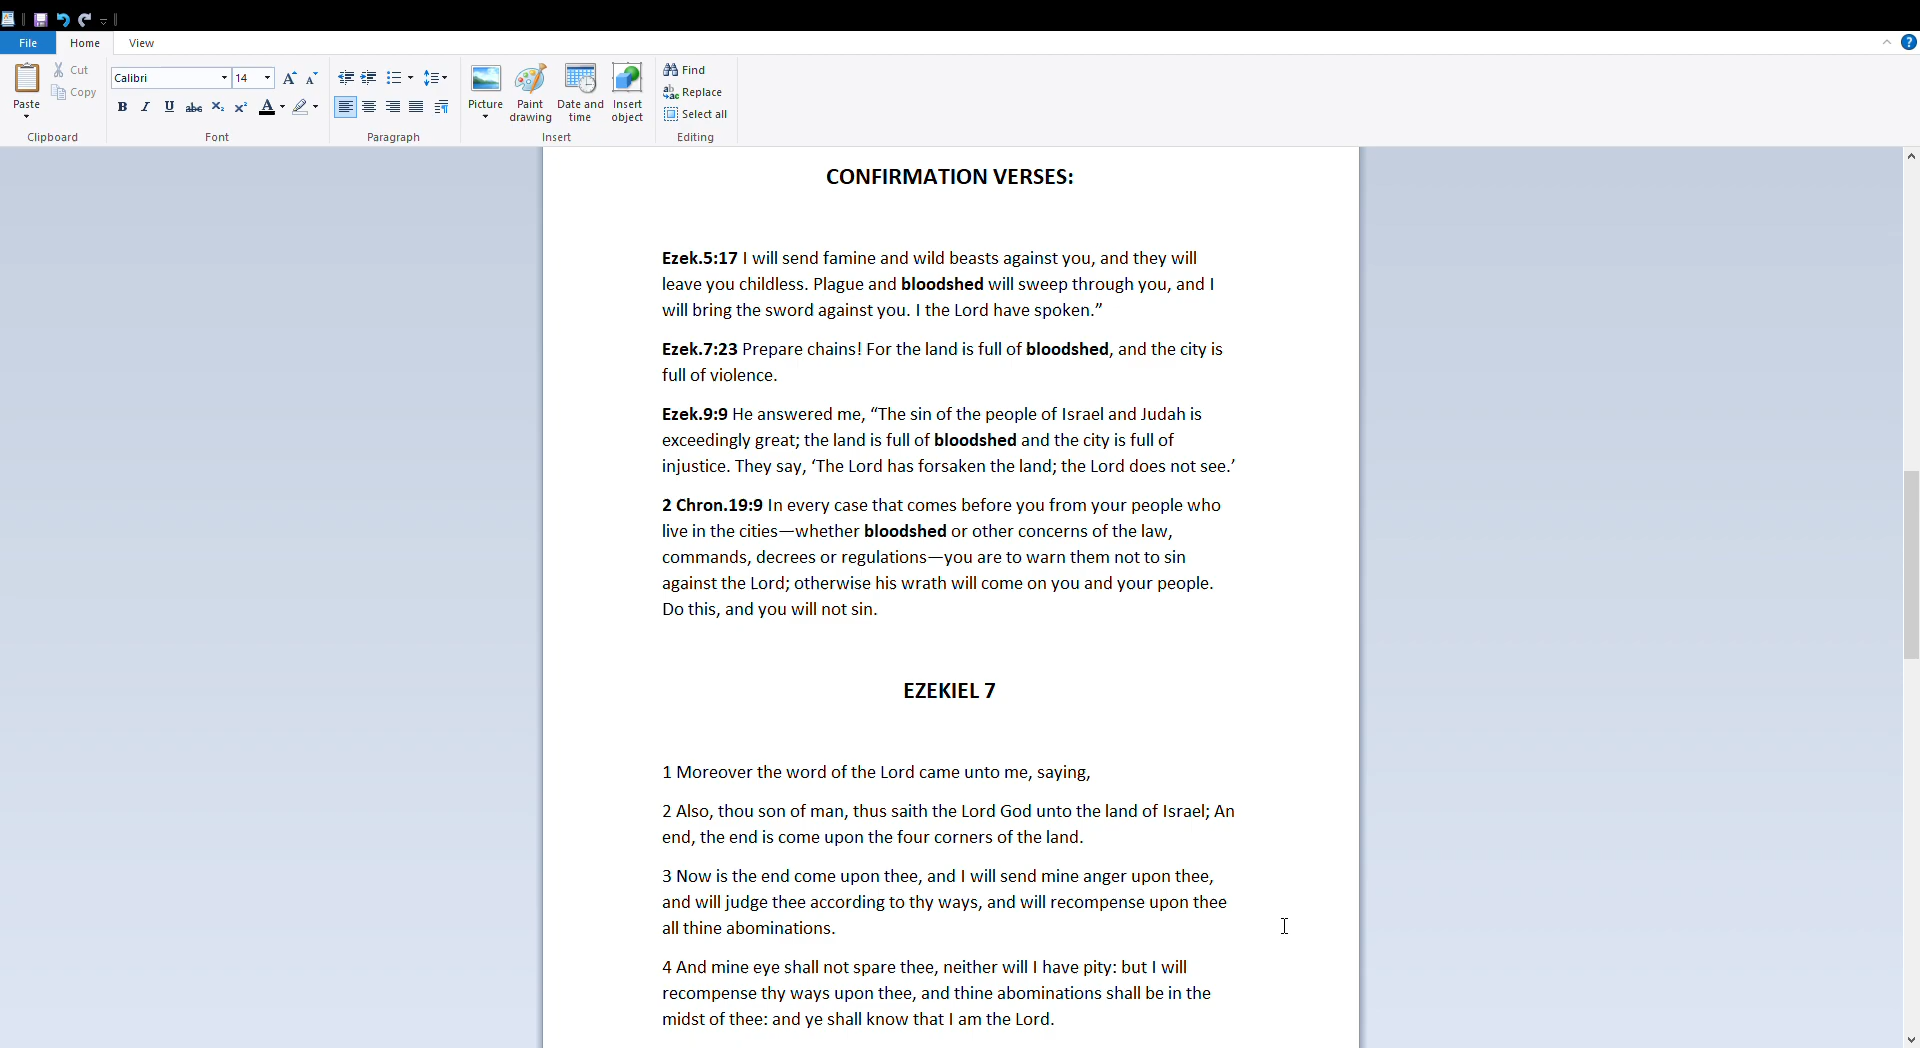 File Home View
Paste
Cut
Copy
Clipboard
Calibri 14
B I U abc X₂ X² A
Font
Paragraph
Picture
Paint drawing
Date and time
Insert object
Insert
Find
Replace
Select all
Editing
CONFIRMATION VERSES:
Ezek.5:17 I will send famine and wild beasts against you, and they will
leave you childless. Plague and bloodshed will sweep through you, and I
will bring the sword against you. I the Lord have spoken.”
Ezek.7:23 Prepare chains! For the land is full of bloodshed, and the city is
full of violence.
Ezek.9:9 He answered me, “The sin of the people of Israel and Judah is
exceedingly great; the land is full of bloodshed and the city is full of
injustice. They say, ‘The Lord has forsaken the land; the Lord does not see.’
2 Chron.19:9 In every case that comes before you from your people who
live in the cities—whether bloodshed or other concerns of the law,
commands, decrees or regulations—you are to warn them not to sin
against the Lord; otherwise his wrath will come on you and your people.
Do this, and you will not sin.
EZEKIEL 7
1 Moreover the word of the Lord came unto me, saying,
2 Also, thou son of man, thus saith the Lord God unto the land of Israel; An
end, the end is come upon the four corners of the land.
3 Now is the end come upon thee, and I will send mine anger upon thee,
and will judge thee according to thy ways, and will recompense upon thee
all thine abominations.
4 And mine eye shall not spare thee, neither will I have pity: but I will
recompense thy ways upon thee, and thine abominations shall be in the
midst of thee: and ye shall know that I am the Lord.